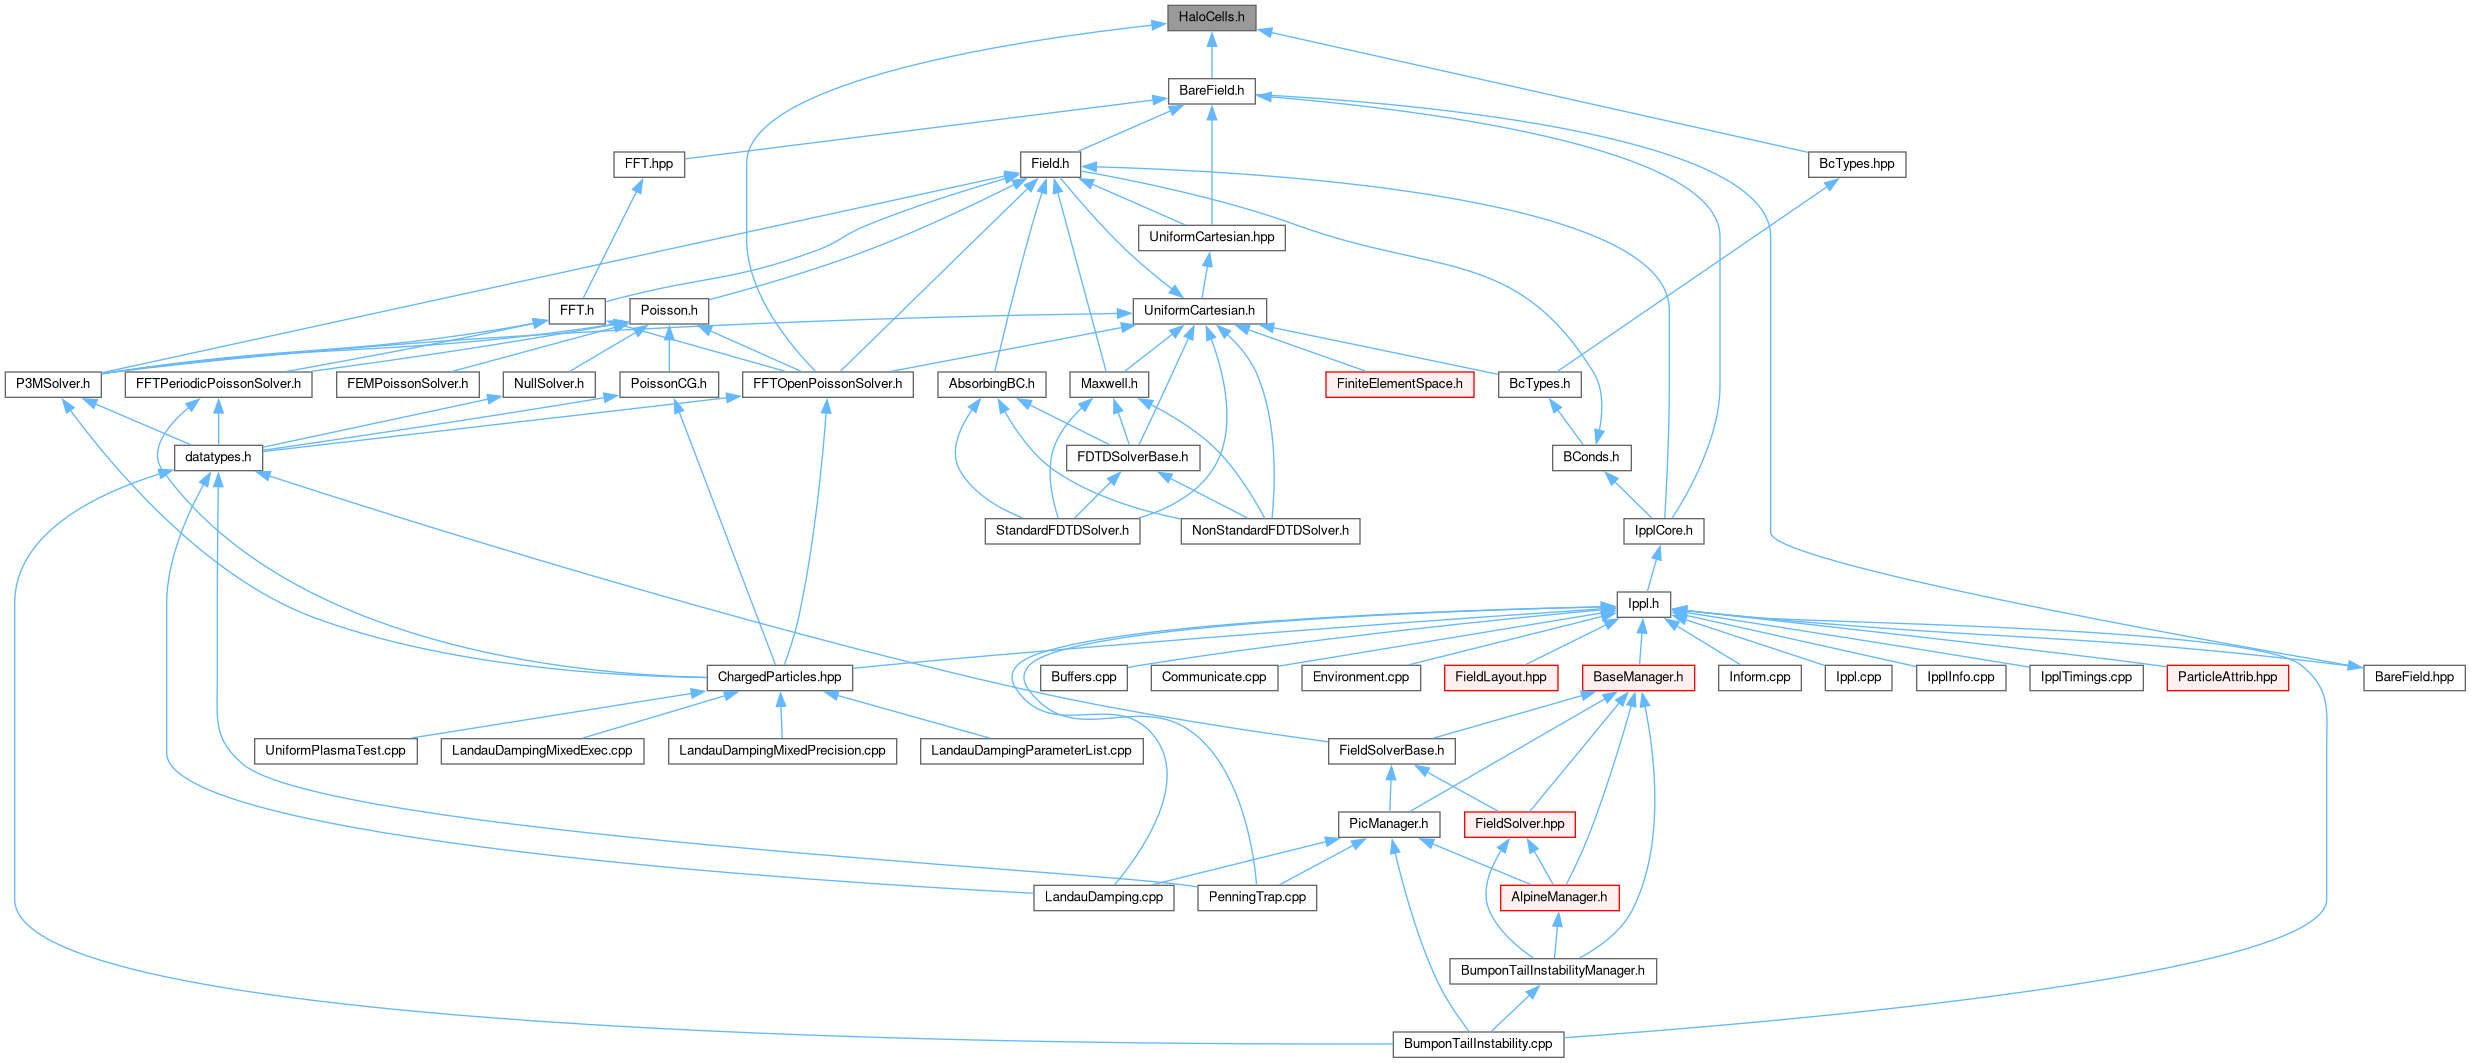 HaloCells.h
BareField.h
FFT.hpp
Field.h
BcTypes.hpp
UniformCartesian.hpp
FFT.h
Poisson.h
UniformCartesian.h
P3MSolver.h
FFTPeriodicPoissonSolver.h
FEMPoissonSolver.h
NullSolver.h
PoissonCG.h
FFTOpenPoissonSolver.h
AbsorbingBC.h
Maxwell.h
FiniteElementSpace.h
BcTypes.h
datatypes.h
FDTDSolverBase.h
BConds.h
StandardFDTDSolver.h
NonStandardFDTDSolver.h
IpplCore.h
Ippl.h
ChargedParticles.hpp
Buffers.cpp
Communicate.cpp
Environment.cpp
FieldLayout.hpp
BaseManager.h
Inform.cpp
Ippl.cpp
IpplInfo.cpp
IpplTimings.cpp
ParticleAttrib.hpp
BareField.hpp
UniformPlasmaTest.cpp
LandauDampingMixedExec.cpp
LandauDampingMixedPrecision.cpp
LandauDampingParameterList.cpp
FieldSolverBase.h
PicManager.h
FieldSolver.hpp
LandauDamping.cpp
PenningTrap.cpp
AlpineManager.h
BumponTailInstabilityManager.h
BumponTailInstability.cpp